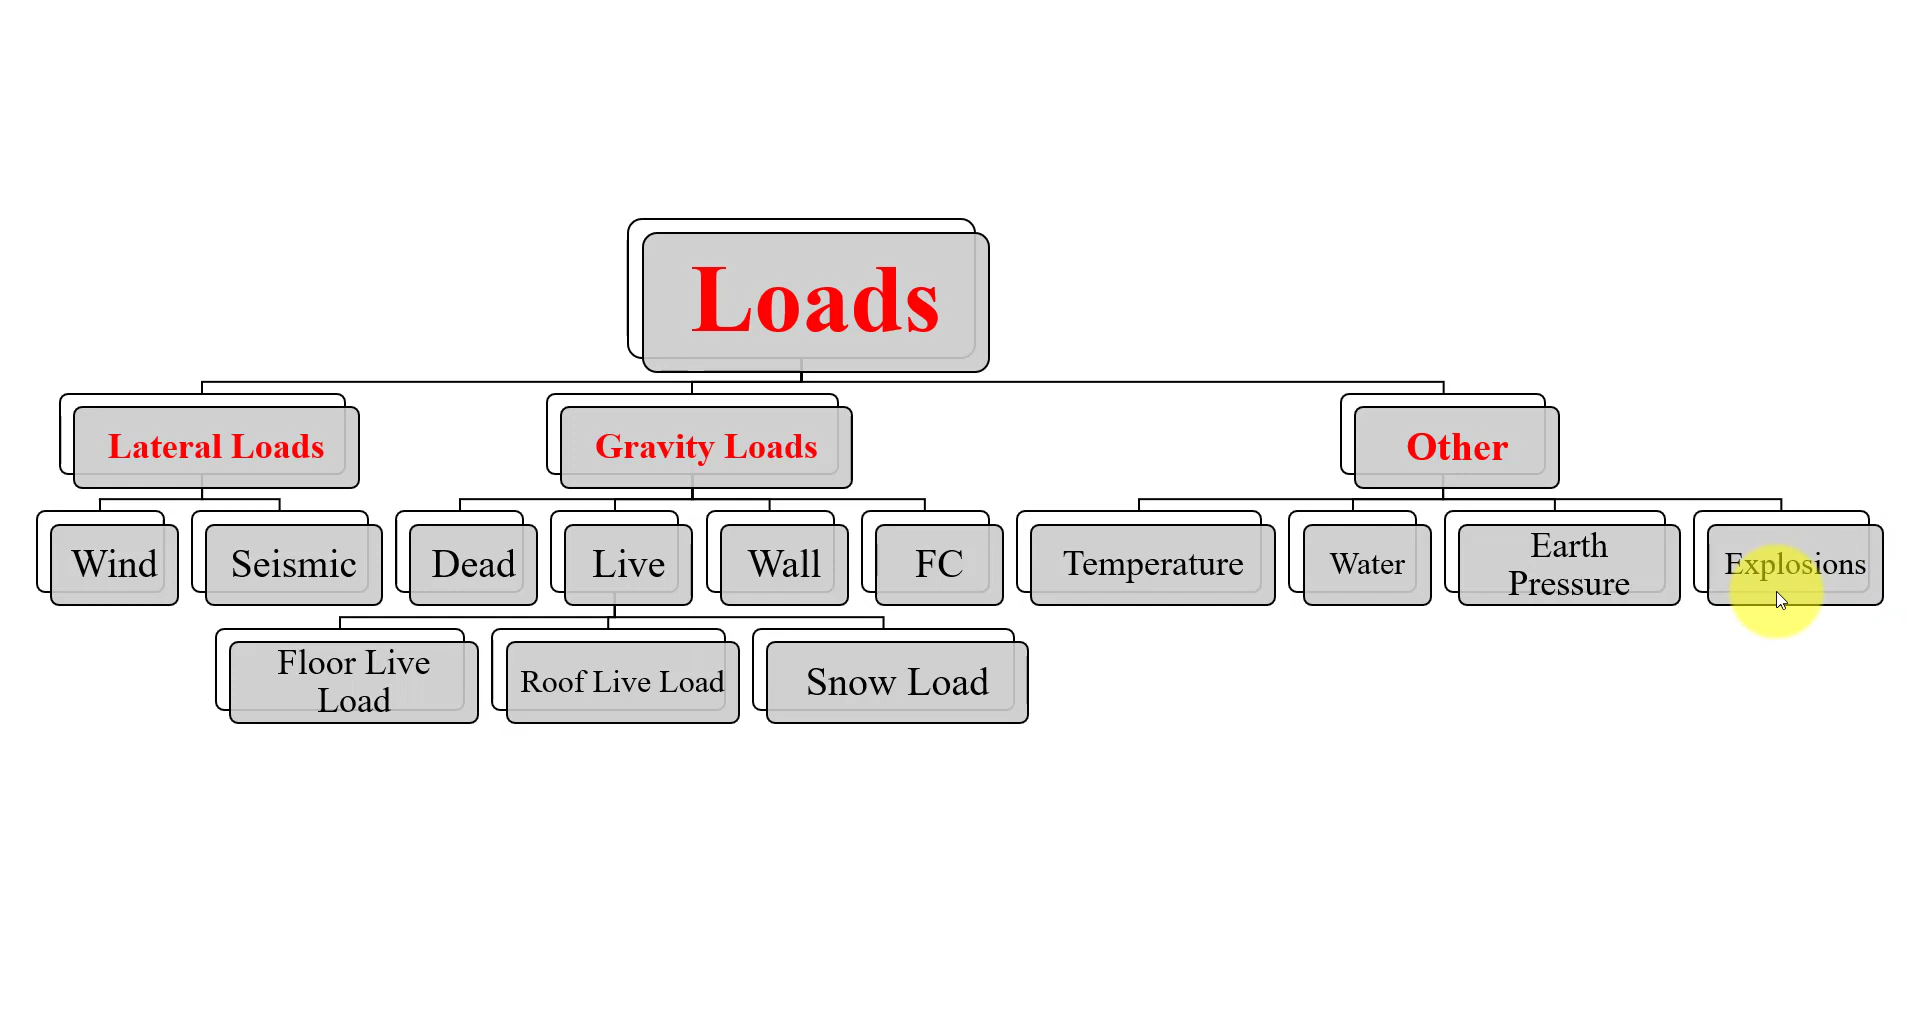 Loads
Lateral Loads
Gravity Loads
Other
Wind
Seismic
Dead
Live
Wall
FC
Temperature
Water
Earth
Pressure
Explosions
Floor Live
Load
Roof Live Load
Snow Load